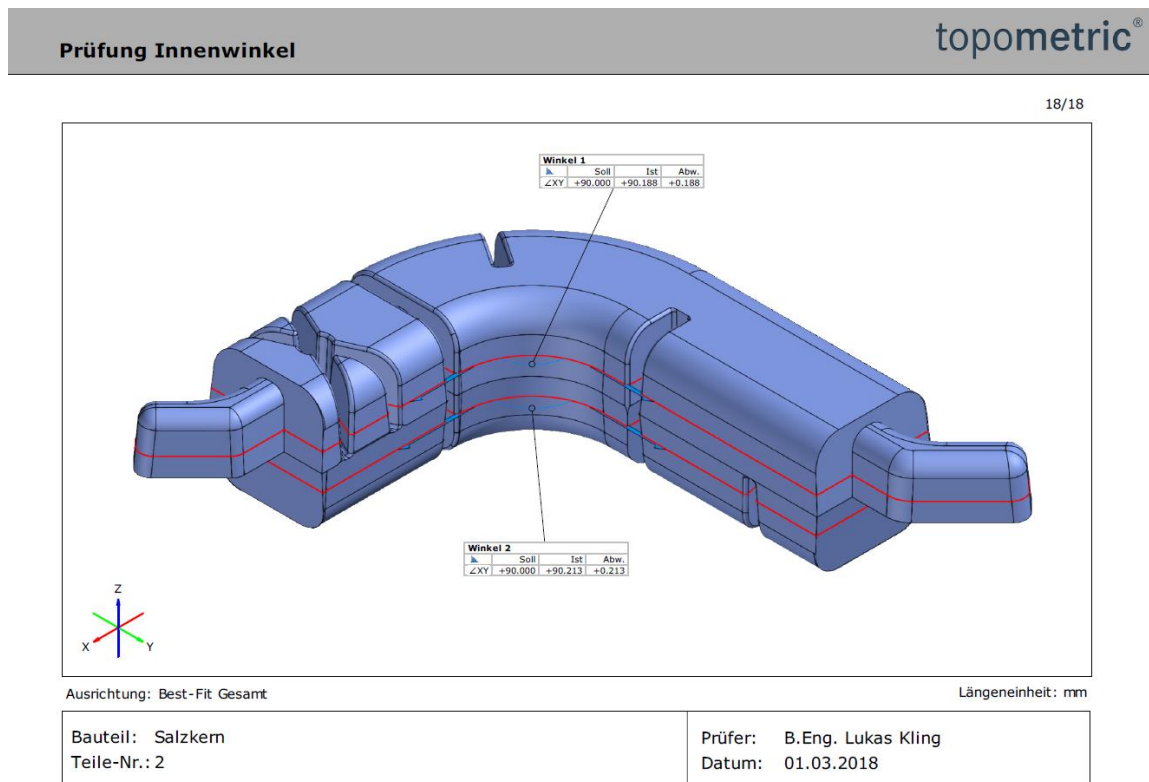 Prüfung Innenwinkel
topometric®
18/18
Winkel 1
Soll Ist Abw.
∠XY +90.000 +90.188 +0.188
Winkel 2
Soll Ist Abw.
∠XY +90.000 +90.213 +0.213
Z
X
Y
Ausrichtung: Best-Fit Gesamt
Längeneinheit: mm
Bauteil: Salzkern
Teile-Nr.: 2
Prüfer: B.Eng. Lukas Kling
Datum: 01.03.2018